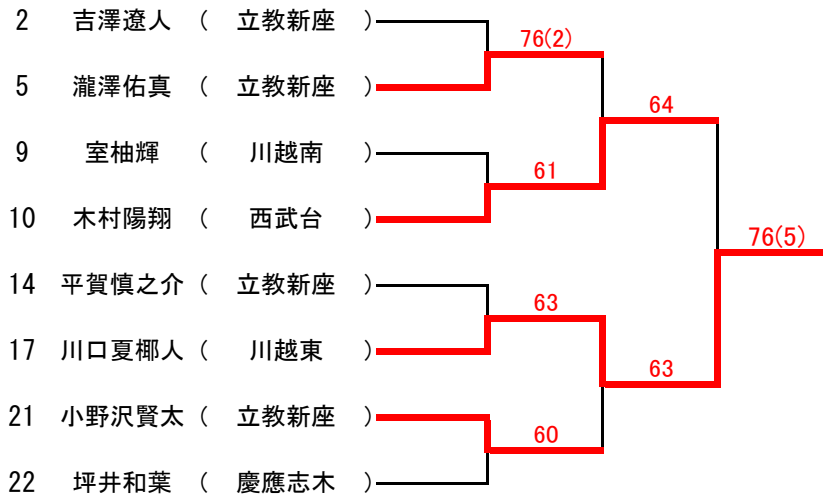 2 吉澤遼人 ( 立教新座 )
76(2)
5 瀧澤佑真 ( 立教新座 )
64
9 室柚輝 ( 川越南 )
61
10 木村陽翔 ( 西武台 )
76(5)
14 平賀慎之介 ( 立教新座 )
63
17 川口夏椰人 ( 川越東 )
63
21 小野沢賢太 ( 立教新座 )
60
22 坪井和葉 ( 慶應志木 )